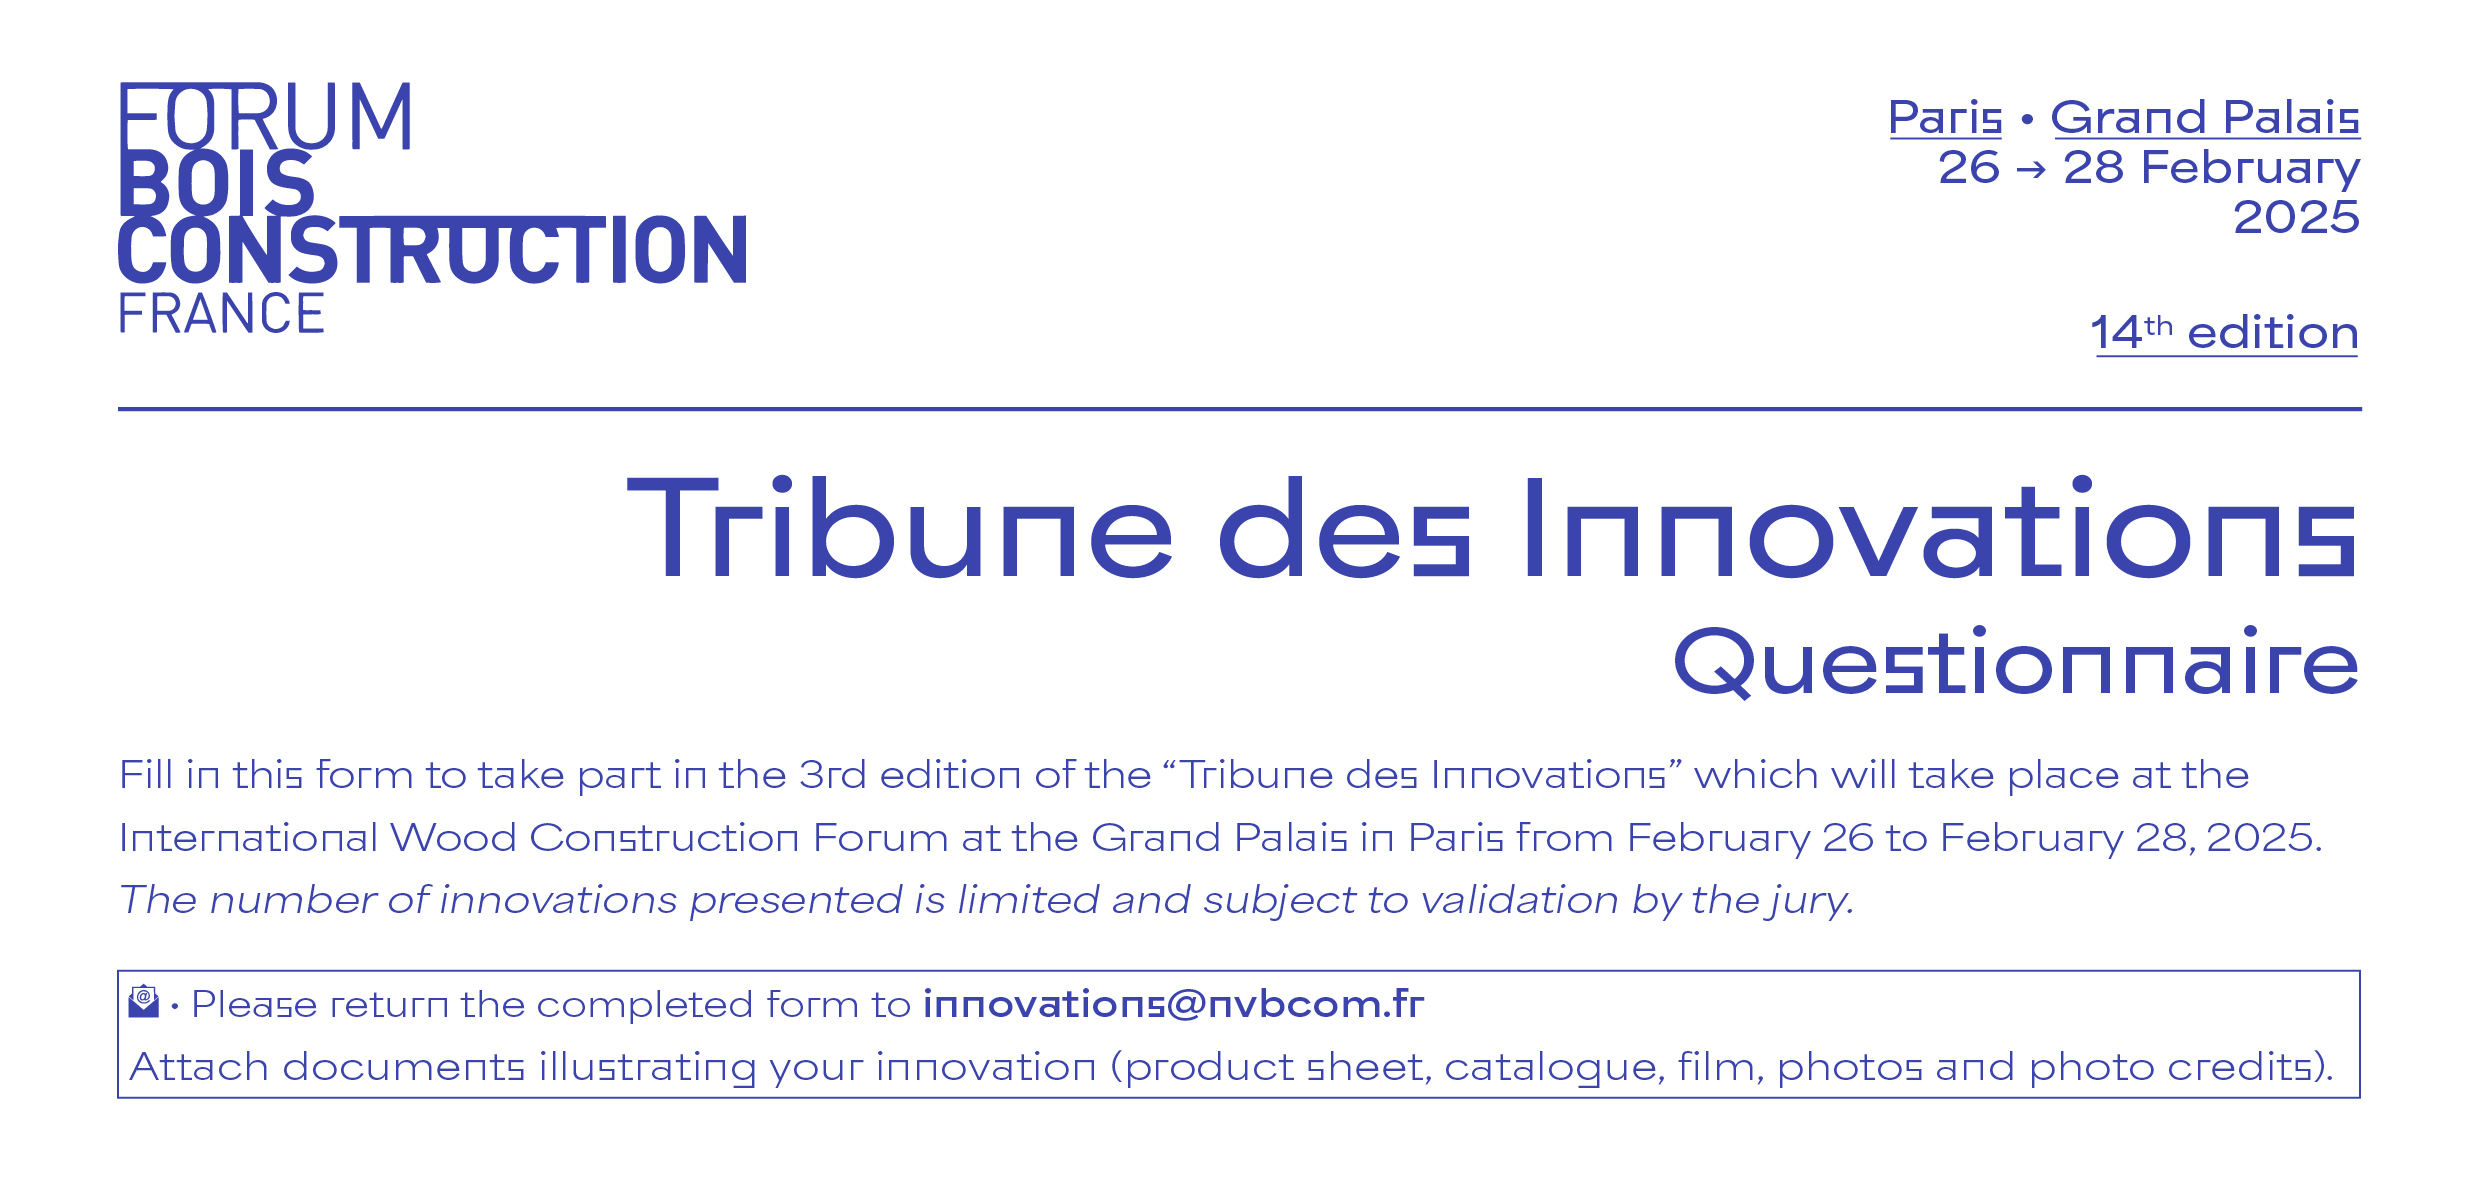 FORUM
BOIS
CONSTRUCTION
FRANCE
Paris • Grand Palais
26 → 28 February
2025
14th edition
Tribune des Innovations
Questionnaire
Fill in this form to take part in the 3rd edition of the “Tribune des Innovations” which will take place at the
International Wood Construction Forum at the Grand Palais in Paris from February 26 to February 28, 2025.
The number of innovations presented is limited and subject to validation by the jury.
• Please return the completed form to innovations@nvbcom.fr
Attach documents illustrating your innovation (product sheet, catalogue, film, photos and photo credits).